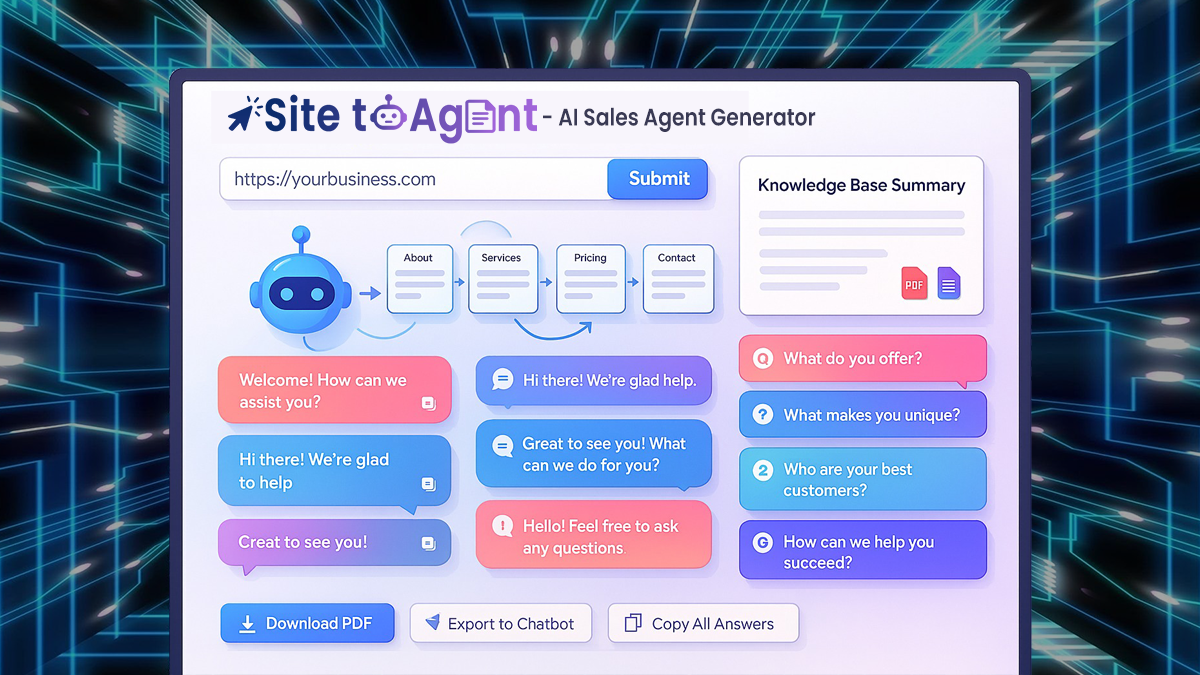 Site to Agent - AI Sales Agent Generator
https://yourbusiness.com
Submit
Knowledge Base Summary
PDF
About
Services
Pricing
Contact
Welcome! How can we
assist you?
Hi there! We're glad
to help
Creat to see you!
Hi there! We're glad help.
Great to see you! What
can we do for you?
Hello! Feel free to ask
any questions.
Q What do you offer?
? What makes you unique?
2 Who are your best
customers?
G How can we help you
succeed?
Download PDF
Export to Chatbot
Copy All Answers